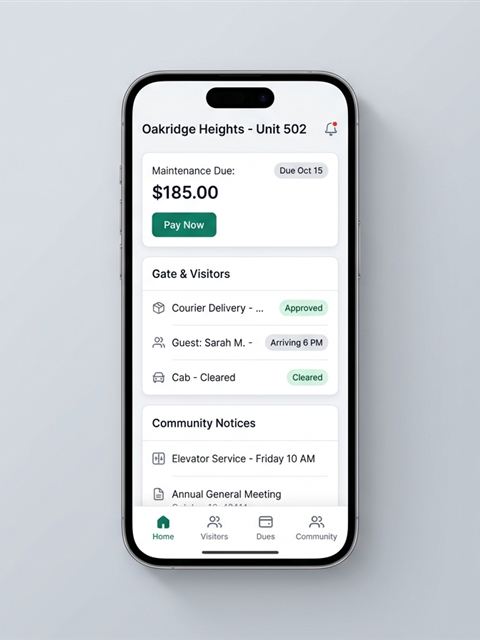 Oakridge Heights - Unit 502
Maintenance Due:
Due Oct 15
$185.00
Pay Now
Gate & Visitors
Courier Delivery - ...
Approved
Guest: Sarah M. -
Arriving 6 PM
Cab - Cleared
Cleared
Community Notices
Elevator Service - Friday 10 AM
Annual General Meeting
Home
Visitors
Dues
Community